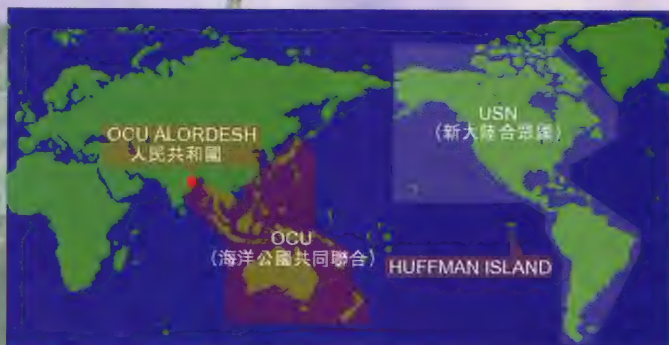 OCU ALORDESH
人民共和國
USN
(新大陸合眾國)
OCU
(海洋公國共同聯合)
HUFFMAN ISLAND